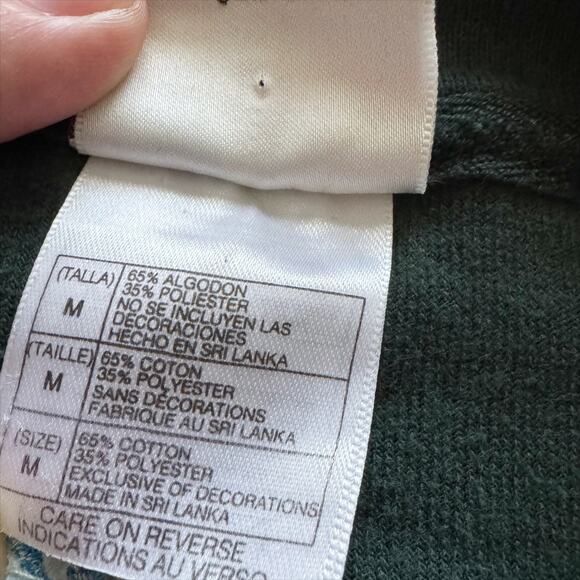 (TALLA)
M
65% ALGODON
35% POLIESTER
NO SE INCLUYEN LAS
DECORACIONES
HECHO EN SRI LANKA
(TAILLE)
M
65% COTON
35% POLYESTER
SANS DÉCORATIONS
FABRIQUE AU SRI LANKA
(SIZE)
M
65% COTTON
35% POLYESTER
EXCLUSIVE OF DECORATIONS
MADE IN SRI LANKA
CARE ON REVERSE
INDICATIONS AU VERSO